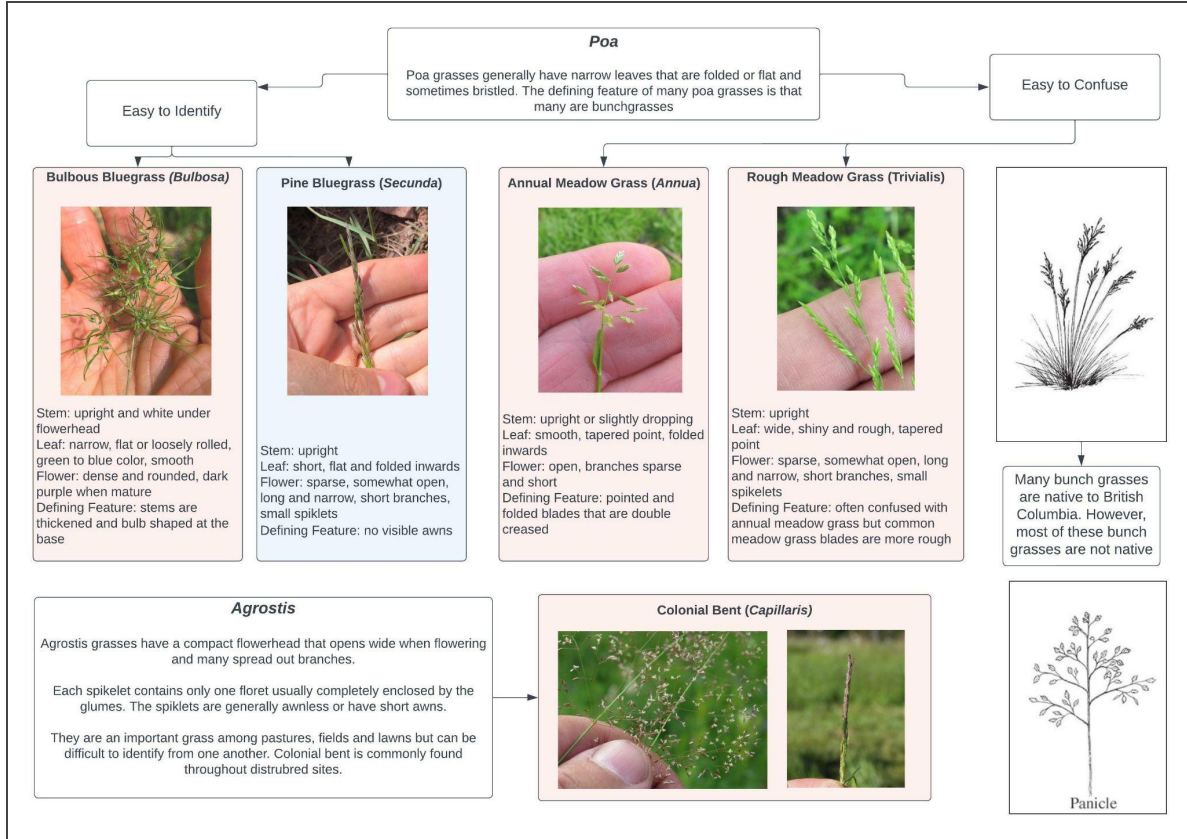 Poa
Poa grasses generally have narrow leaves that are folded or flat and
sometimes bristled. The defining feature of many poa grasses is that
many are bunchgrasses
Easy to Identify
Easy to Confuse
Bulbous Bluegrass (Bulbosa)
Stem: upright and white under
flowerhead
Leaf: narrow, flat or loosely rolled,
green to blue color, smooth
Flower: dense and rounded, dark
purple when mature
Defining Feature: stems are
thickened and bulb shaped at the
base
Pine Bluegrass (Secunda)
Stem: upright
Leaf: short, flat and folded inwards
Flower: sparse, somewhat open,
long and narrow, short branches,
small spiklets
Defining Feature: no visible awns
Annual Meadow Grass (Annua)
Stem: upright or slightly dropping
Leaf: smooth, tapered point, folded
inwards
Flower: open, branches sparse
and short
Defining Feature: pointed and
folded blades that are double
creased
Rough Meadow Grass (Trivialis)
Stem: upright
Leaf: wide, shiny and rough, tapered
point
Flower: sparse, somewhat open, long
and narrow, short branches, small
spikelets
Defining Feature: often confused with
annual meadow grass but common
meadow grass blades are more rough
Many bunch grasses
are native to British
Columbia. However,
most of these bunch
grasses are not native
Agrostis
Agrostis grasses have a compact flowerhead that opens wide when flowering
and many spread out branches.
Each spikelet contains only one floret usually completely enclosed by the
glumes. The spiklets are generally awnless or have short awns.
They are an important grass among pastures, fields and lawns but can be
difficult to identify from one another. Colonial bent is commonly found
throughout distrubred sites.
Colonial Bent (Capillaris)
Panicle